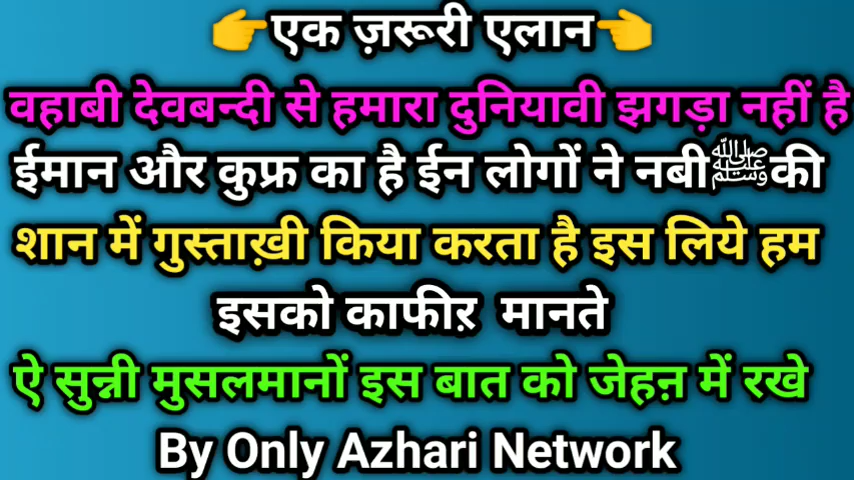 👉एक ज़रूरी एलान👈
वहाबी देवबन्दी से हमारा दुनियावी झगड़ा नहीं है
ईमान और कुफ्र का है ईन लोगों ने नबीﷺकी
शान में गुस्ताख़ी किया करता है इस लिये हम
इसको काफीऱ मानते
ऐ सुन्नी मुसलमानों इस बात को जेहऩ में रखे
By Only Azhari Network